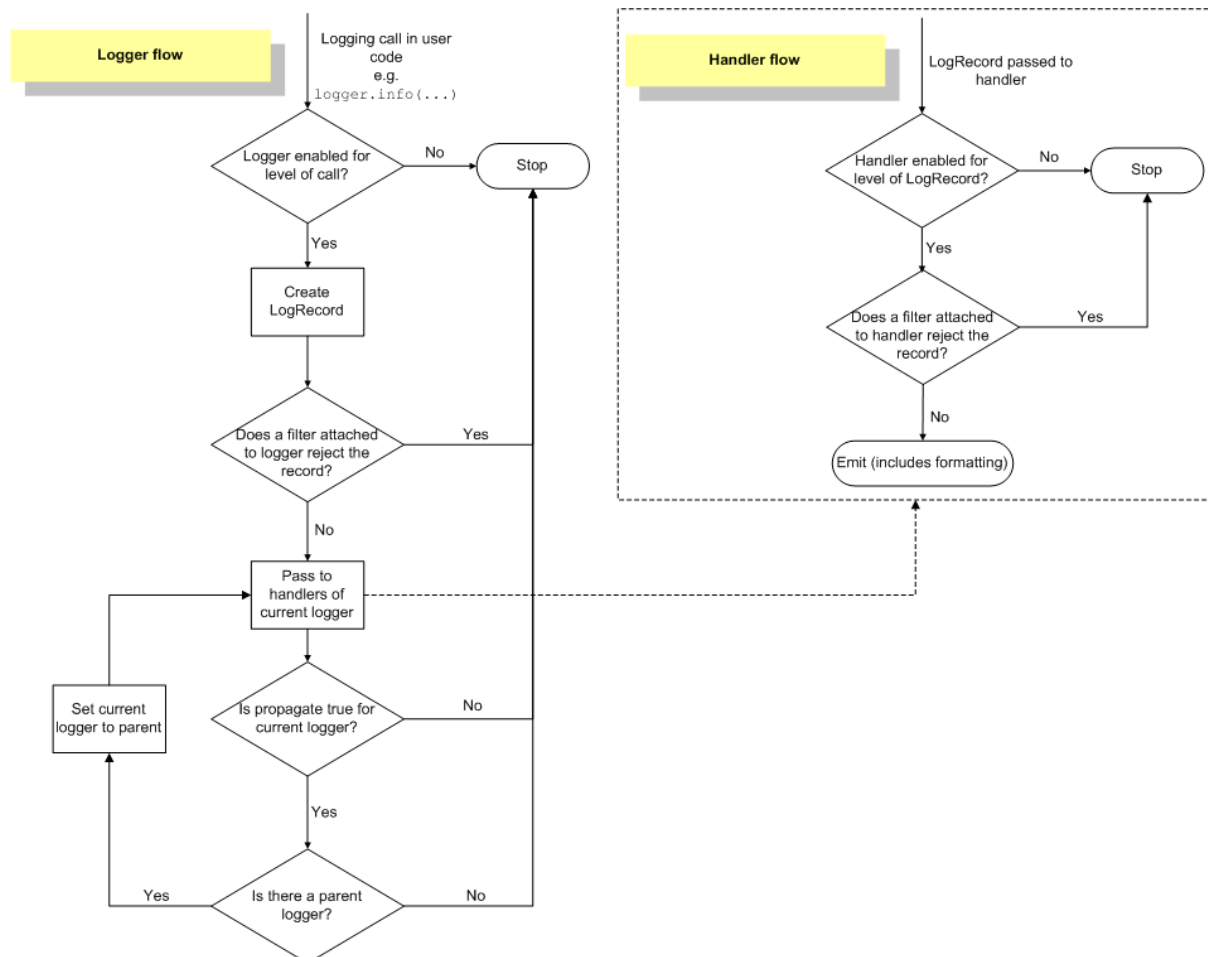 Logger flow
Logging call in user
code
e.g.
logger.info(...)
Logger enabled for
level of call?
No
Stop
Yes
Create
LogRecord
Does a filter attached
to logger reject the
record?
Yes
No
Pass to
handlers of
current logger
Set current
logger to parent
Is propagate true for
current logger?
No
Yes
Is there a parent
logger?
Yes
No
Handler flow
LogRecord passed to
handler
Handler enabled for
level of LogRecord?
No
Stop
Yes
Does a filter attached
to handler reject the
record?
Yes
No
Emit (includes formatting)